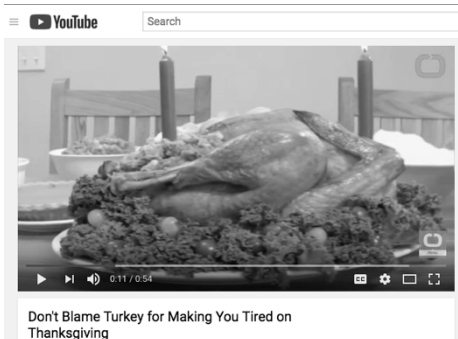 YouTube
Search
0:11 / 0:54
CC
Don't Blame Turkey for Making You Tired on
Thanksgiving